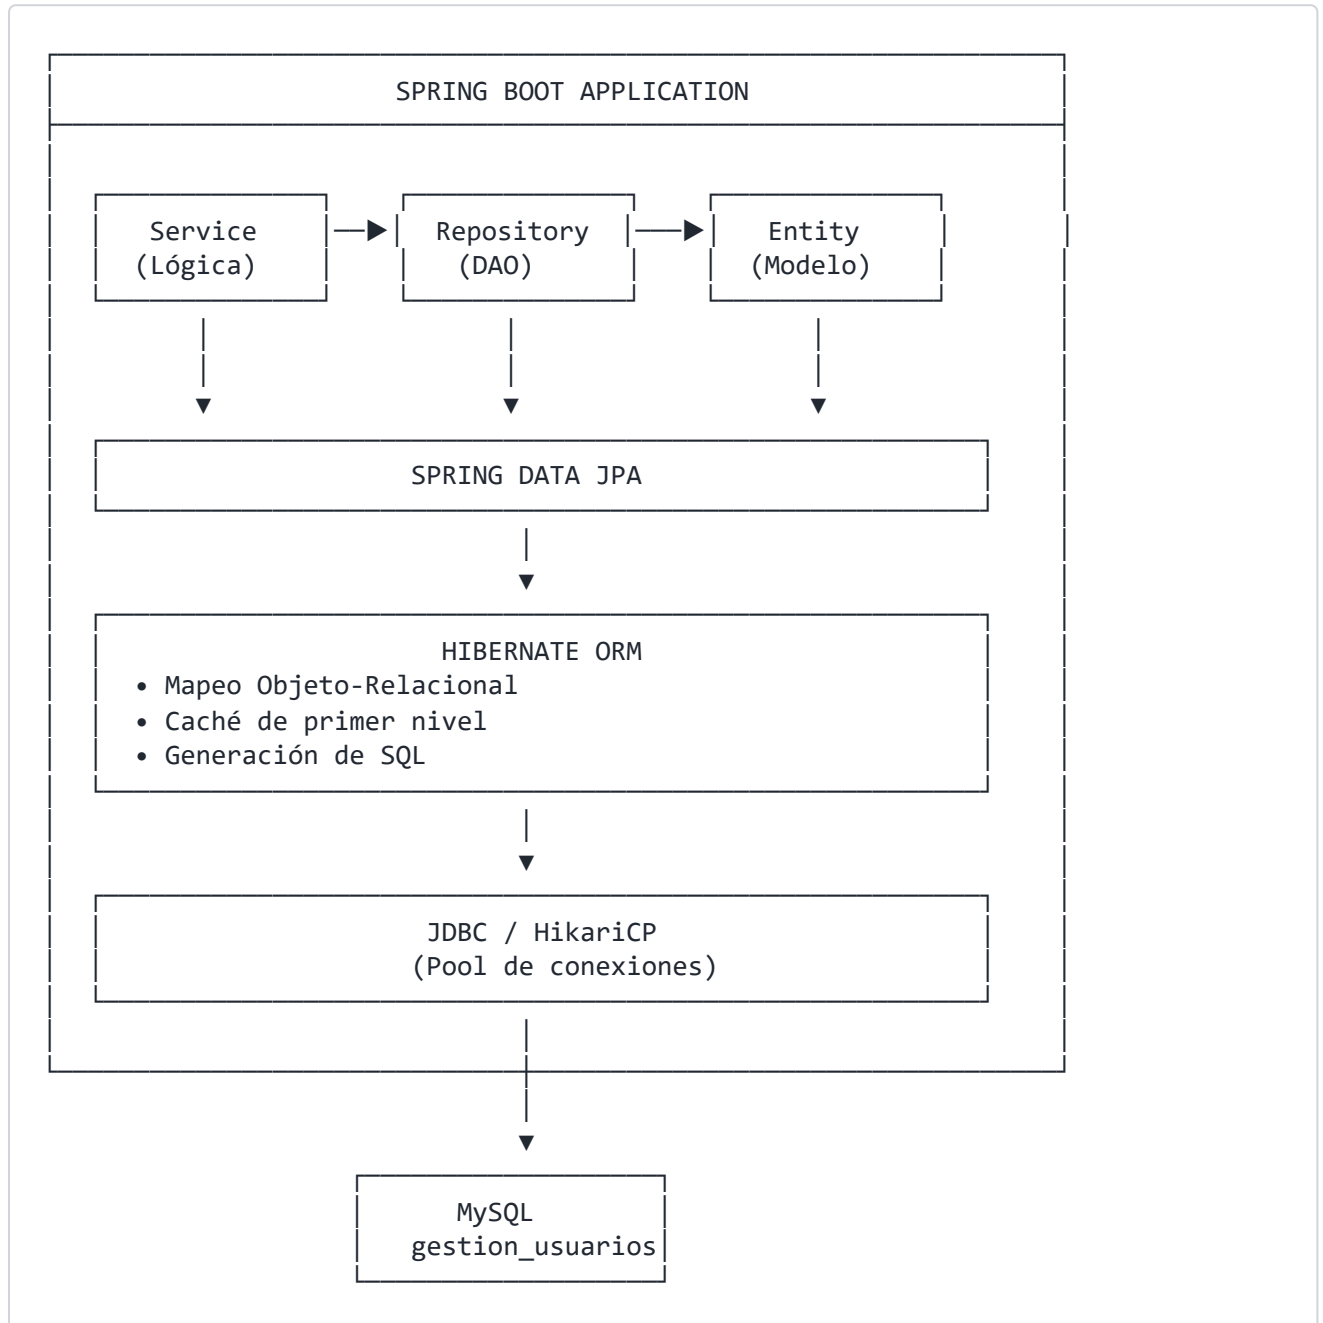 SPRING BOOT APPLICATION
Service Repository Entity
(Lógica) (DAO) (Modelo)
SPRING DATA JPA
HIBERNATE ORM
• Mapeo Objeto-Relacional
• Caché de primer nivel
• Generación de SQL
JDBC / HikariCP
(Pool de conexiones)
MySQL
gestion_usuarios